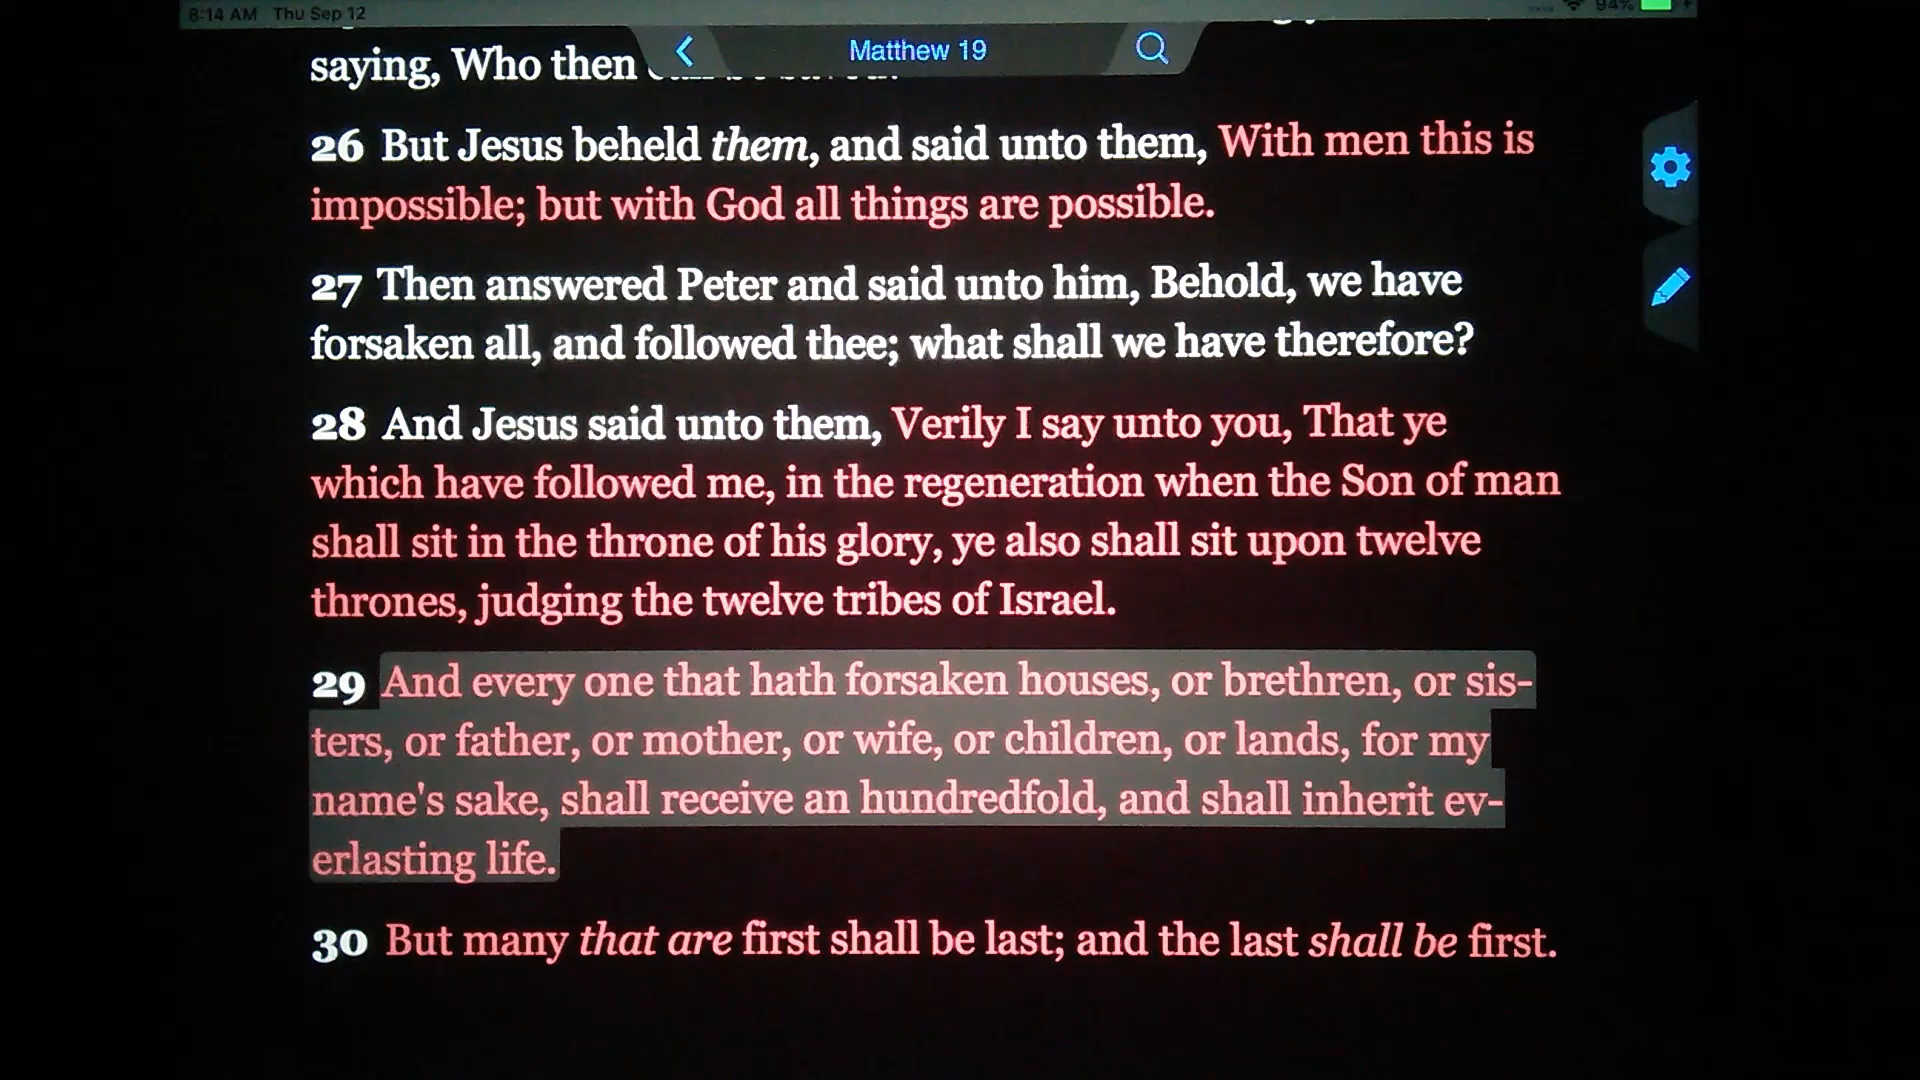 8:14 AM Thu Sep 12
94%
Matthew 19
saying, Who then
26 But Jesus beheld them, and said unto them, With men this is
impossible; but with God all things are possible.
27 Then answered Peter and said unto him, Behold, we have
forsaken all, and followed thee; what shall we have therefore?
28 And Jesus said unto them, Verily I say unto you, That ye
which have followed me, in the regeneration when the Son of man
shall sit in the throne of his glory, ye also shall sit upon twelve
thrones, judging the twelve tribes of Israel.
29 And every one that hath forsaken houses, or brethren, or sis-
ters, or father, or mother, or wife, or children, or lands, for my
name's sake, shall receive an hundredfold, and shall inherit ev-
erlasting life.
30 But many that are first shall be last; and the last shall be first.